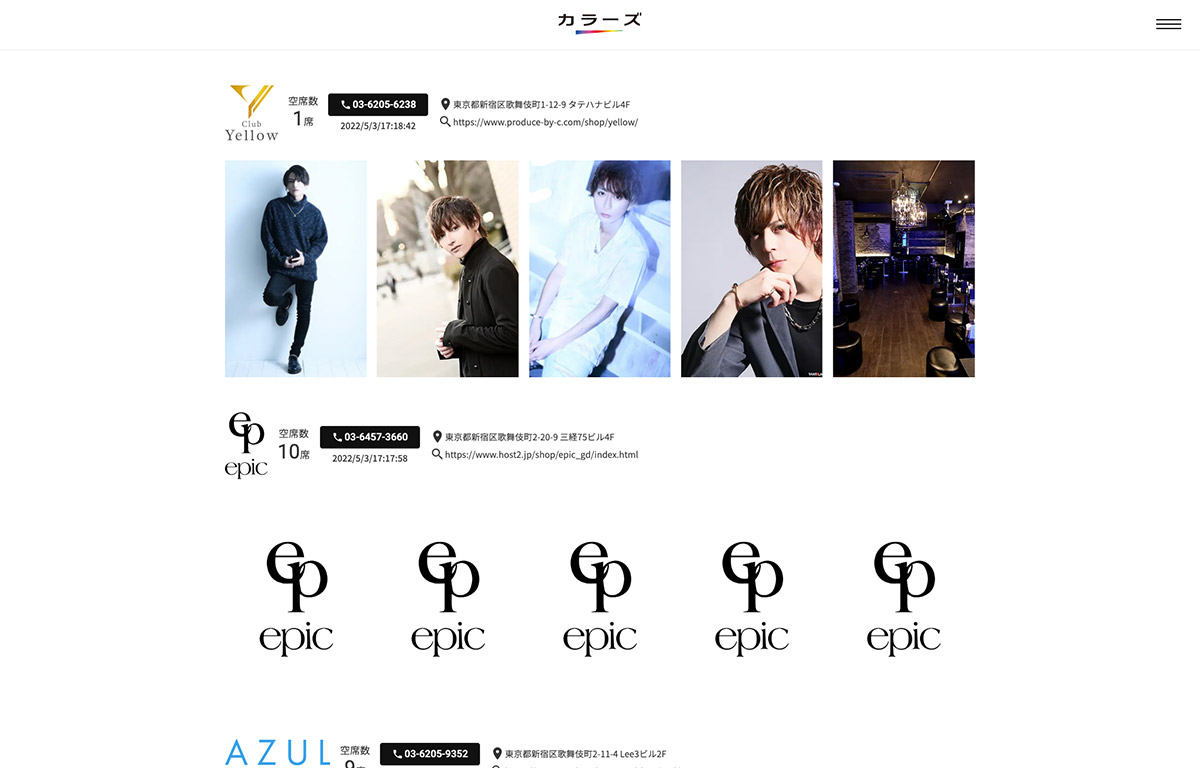 カラーズ
Club
Yellow
空席数
1席
03-6205-6238
2022/5/3/17:18:42
東京都新宿区歌舞伎町1-12-9 タテハナビル4F
https://www.produce-by-c.com/shop/yellow/
ep
epic
空席数
10席
03-6457-3660
2022/5/3/17:17:58
東京都新宿区歌舞伎町2-20-9 三経75ビル4F
https://www.host2.jp/shop/epic_gd/index.html
ep ep ep ep ep
epic epic epic epic epic
AZUL
空席数
03-6205-9352
東京都新宿区歌舞伎町2-11-4 Lee3ビル2F